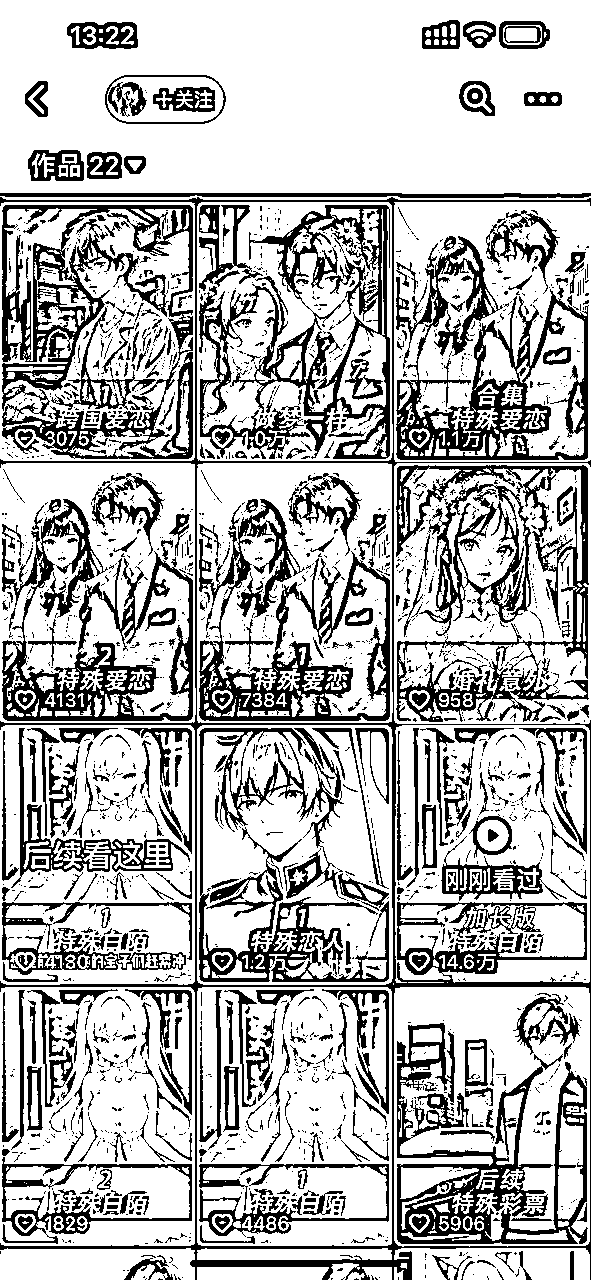 13:22
十关注
作品 22
1
跨国爱恋
3075
1.0万
合集
特殊爱恋
1.1万
2
特殊爱恋
4131
1
特殊爱恋
7384
1
婚礼意外
958
后续看这里
1
特殊白陌
1
特殊恋人
1.2万
刚刚看过
加长版
特殊白陌
14.6万
2
特殊白陌
1829
1
特殊白陌
4486
后续
特殊彩票
5906